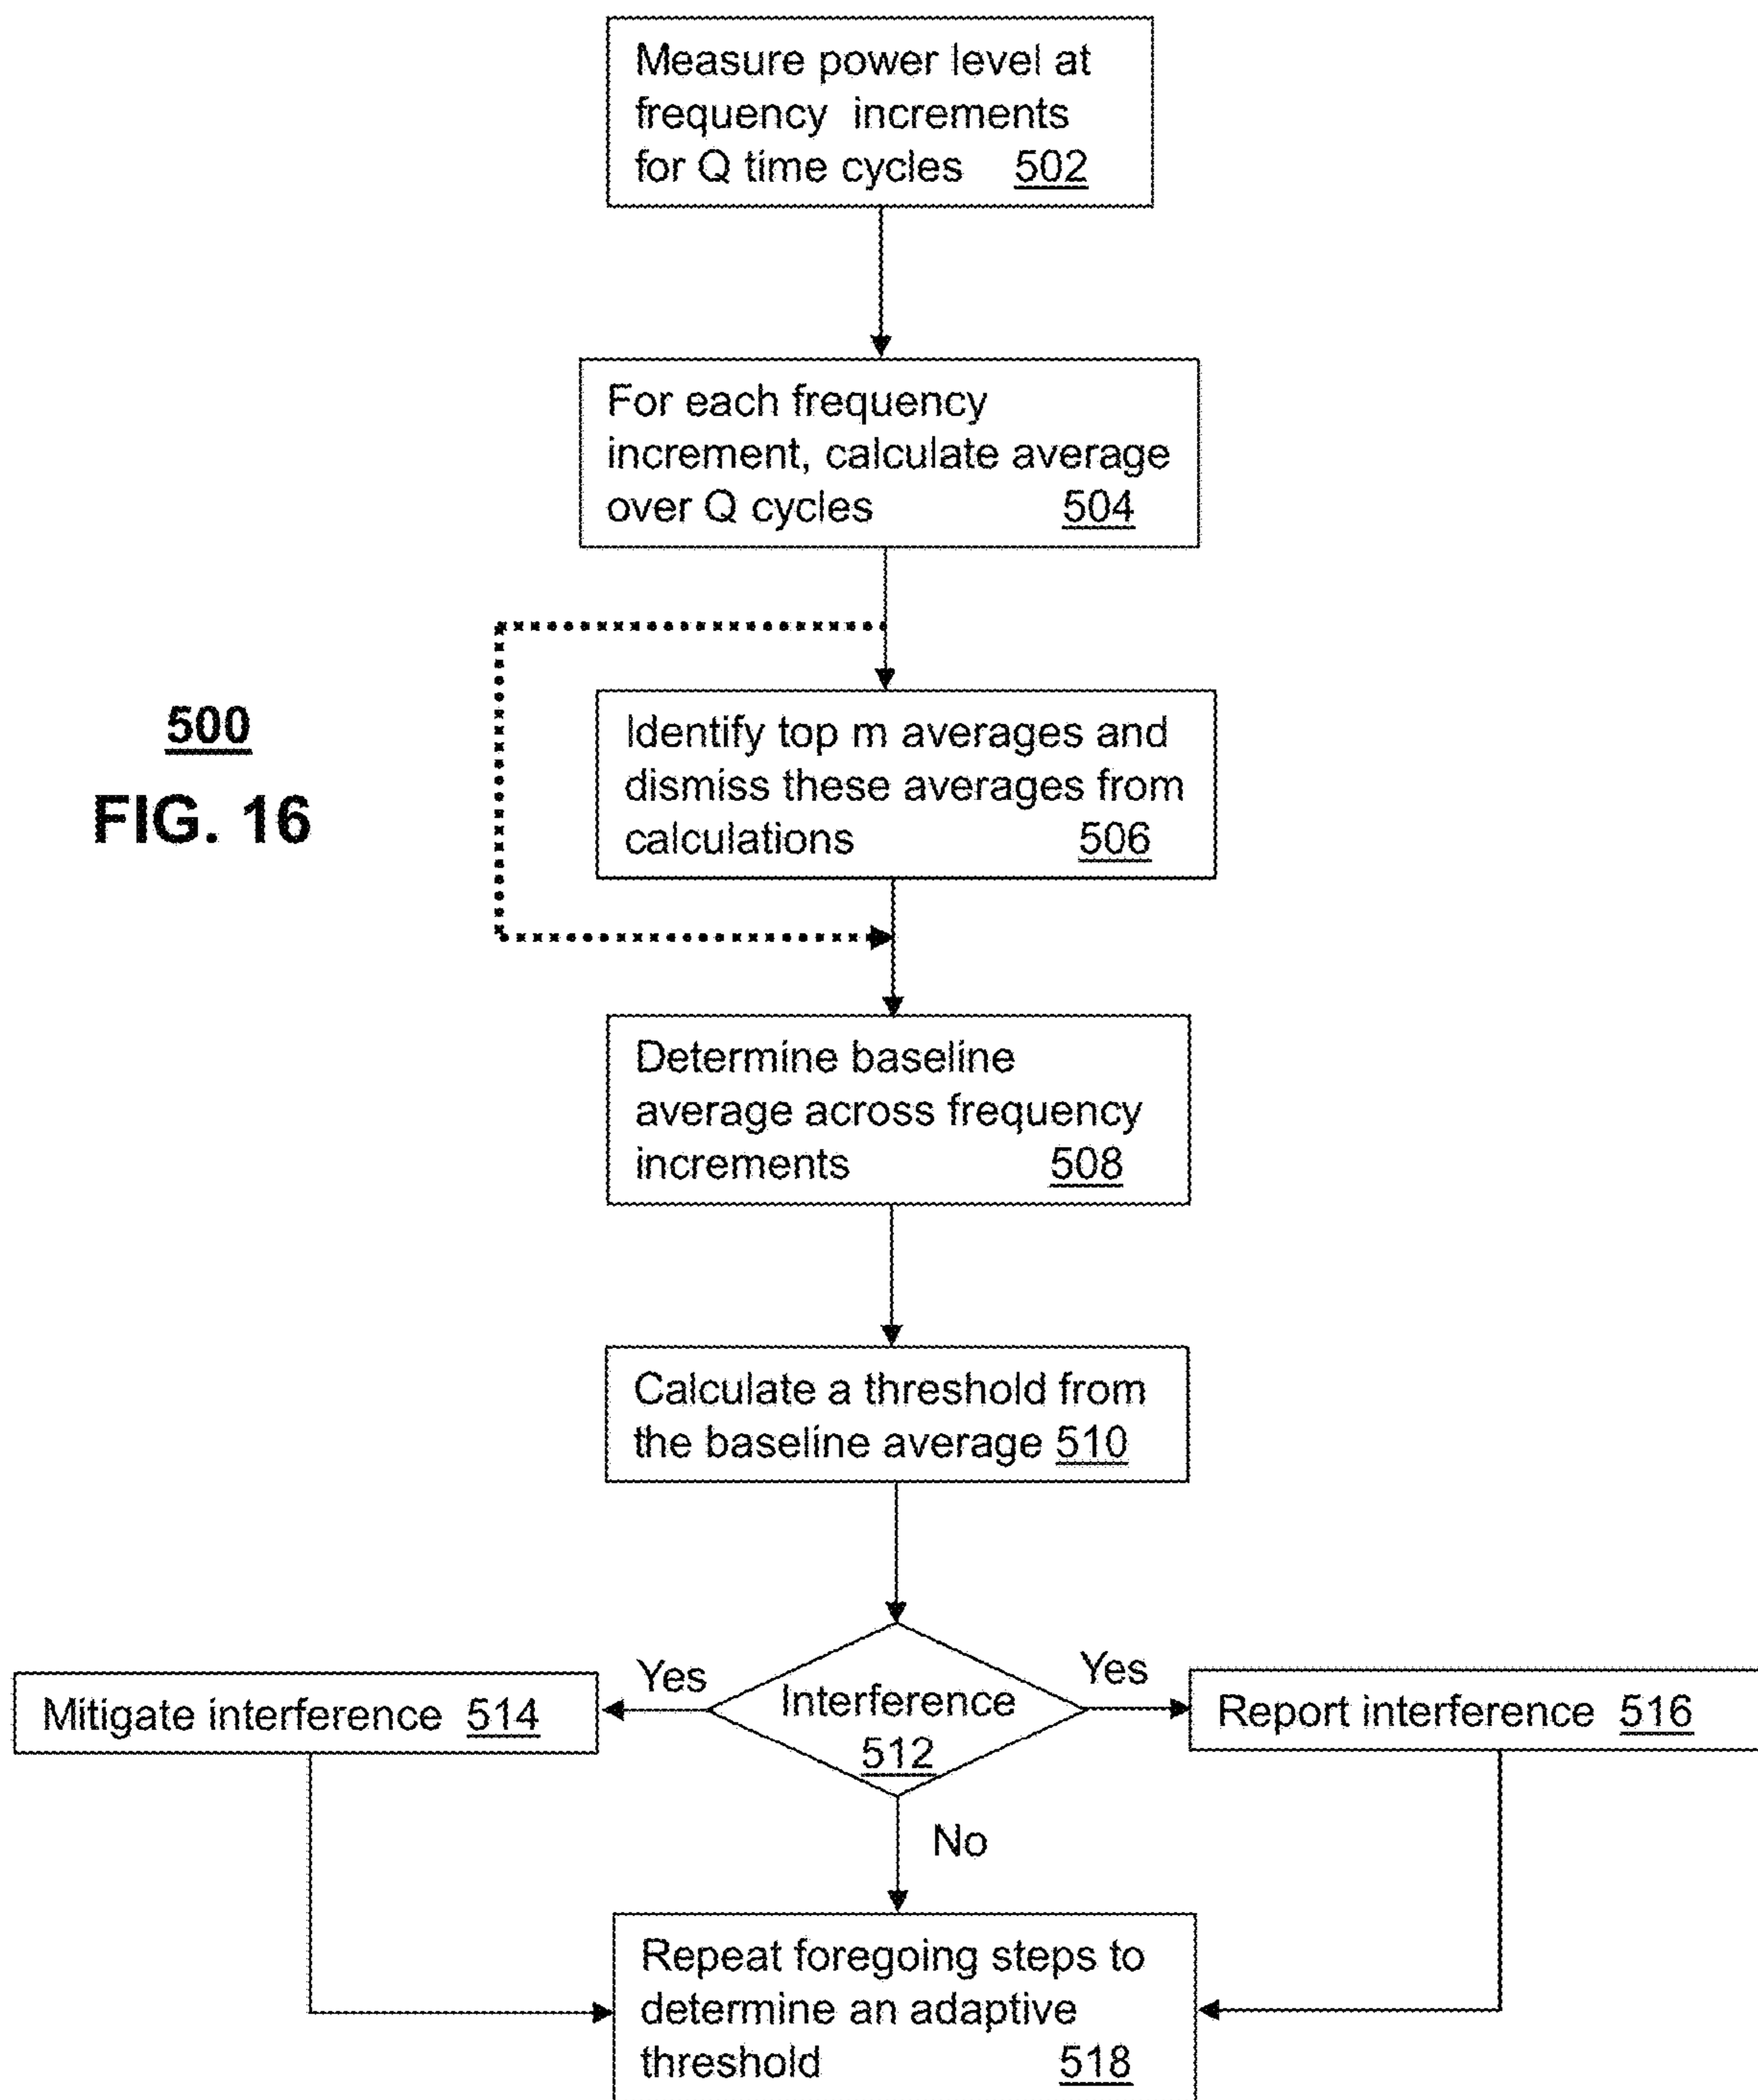 Measure power level at
frequency increments
for Q time cycles 502
For each frequency
increment, calculate average
over Q cycles 504
500
FIG. 16
Identify top m averages and
dismiss these averages from
calculations 506
Determine baseline
average across frequency
increments 508
Calculate a threshold from
the baseline average 510
Yes
Yes
Mitigate interference 514
Interference
512
Report interference 516
No
Repeat foregoing steps to
determine an adaptive
threshold 518